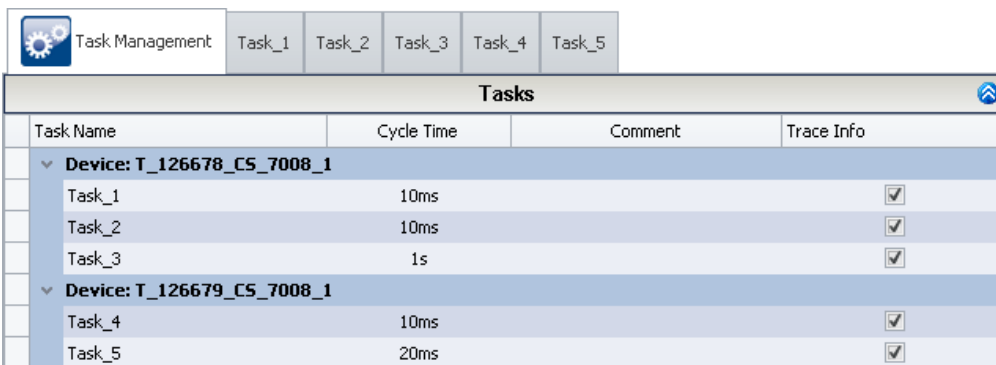 Task Management Task_1 Task_2 Task_3 Task_4 Task_5
Tasks
Task Name Cycle Time Comment Trace Info
Device: T_126678_CS_7008_1
Task_1 10ms
Task_2 10ms
Task_3 1s
Device: T_126679_CS_7008_1
Task_4 10ms
Task_5 20ms